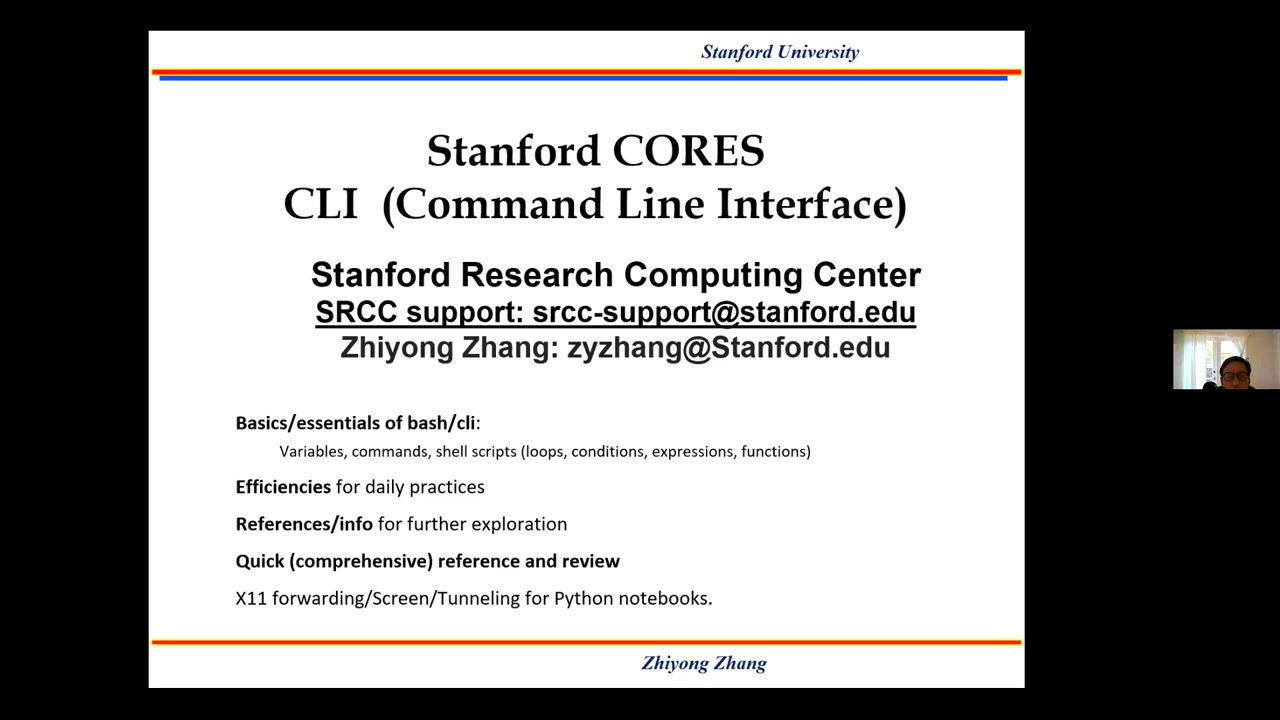 Stanford University
Stanford CORES
CLI (Command Line Interface)
Stanford Research Computing Center
SRCC support: srcc-support@stanford.edu
Zhiyong Zhang: zyzhang@Stanford.edu
Basics/essentials of bash/cli:
Variables, commands, shell scripts (loops, conditions, expressions, functions)
Efficiencies for daily practices
References/info for further exploration
Quick (comprehensive) reference and review
X11 forwarding/Screen/Tunneling for Python notebooks.
Zhiyong Zhang